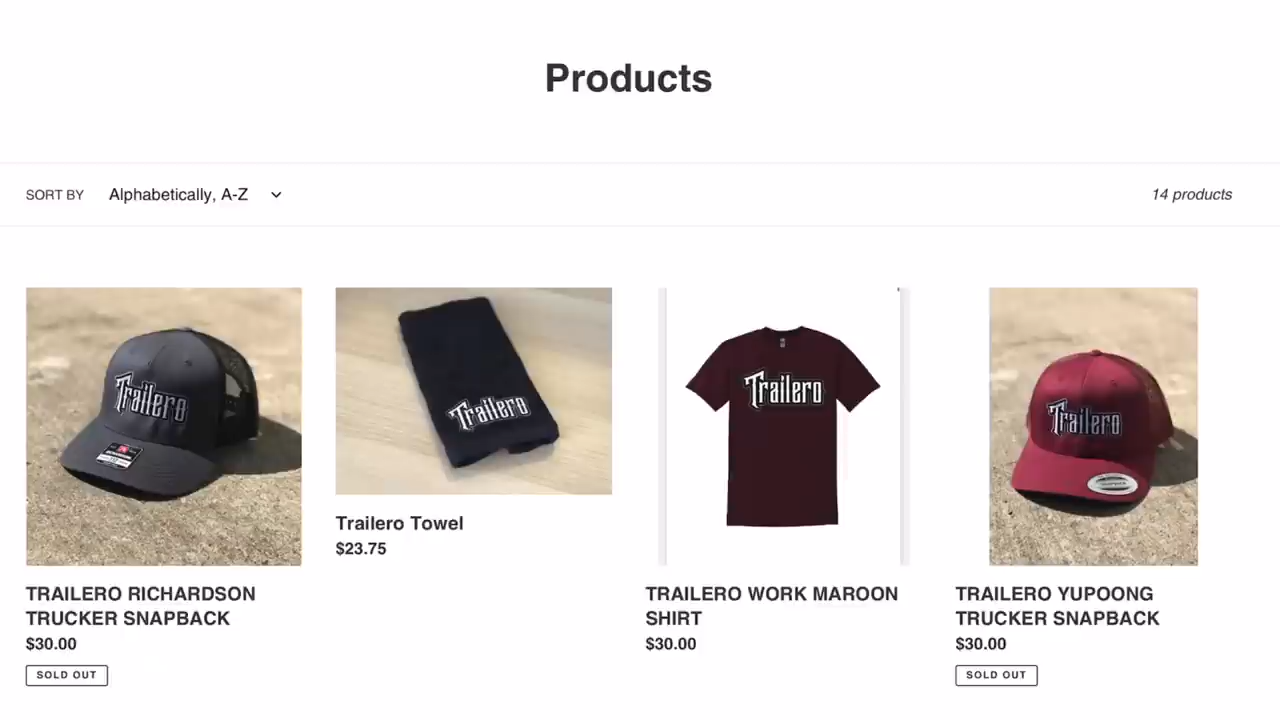 Products
SORT BY Alphabetically, A-Z
14 products
Trailero
Trailero
Trailero
Trailero
Trailero Towel
$23.75
TRAILERO RICHARDSON
TRUCKER SNAPBACK
$30.00
SOLD OUT
TRAILERO WORK MAROON
SHIRT
$30.00
TRAILERO YUPOONG
TRUCKER SNAPBACK
$30.00
SOLD OUT